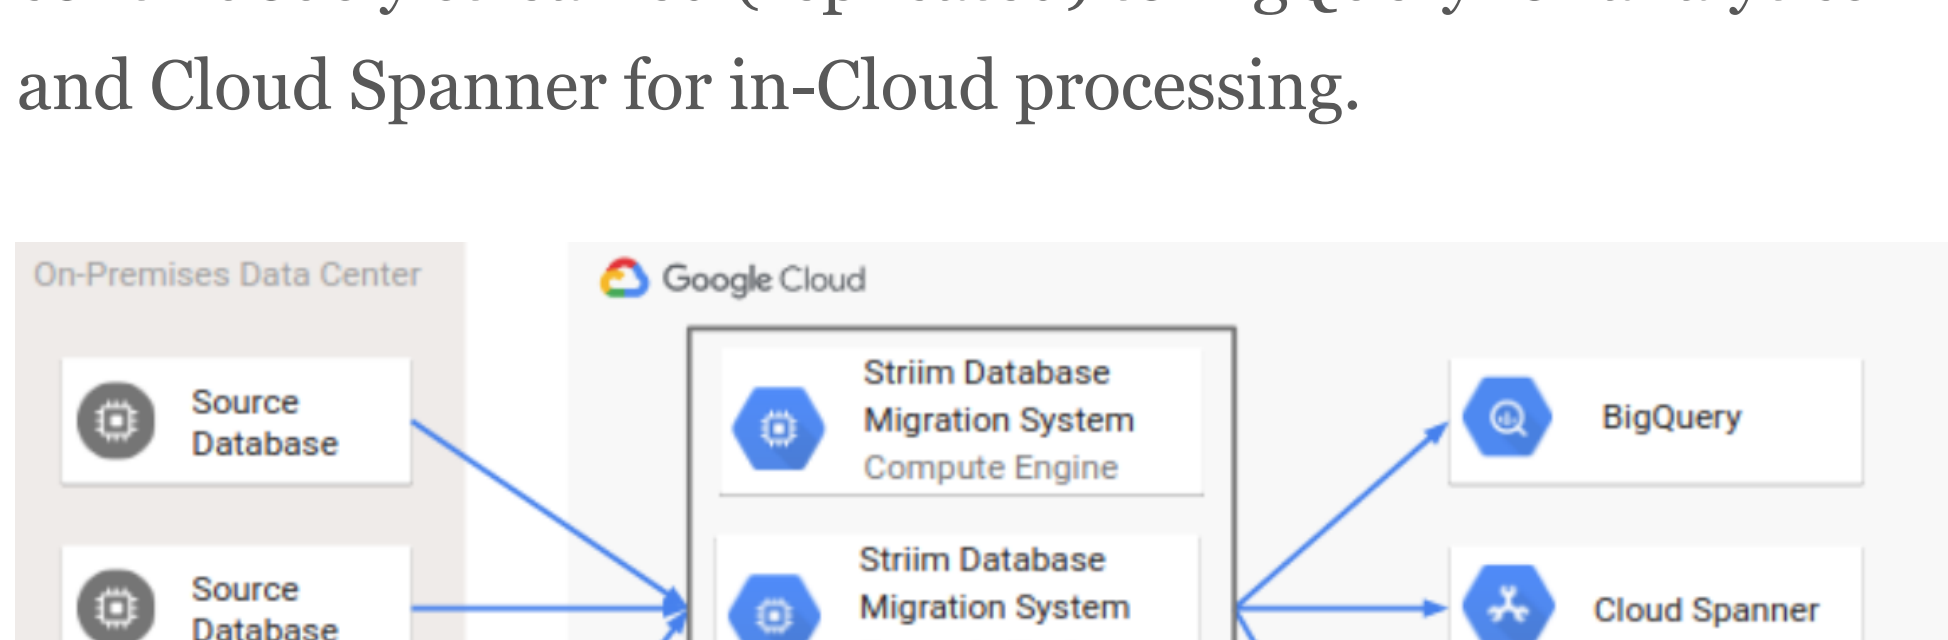 and Cloud Spanner for in-Cloud processing.
On-Premises Data Center
Google Cloud
Source
Database
Striim Database
Migration System
Compute Engine
BigQuery
Source
Database
Striim Database
Migration System
Cloud Spanner